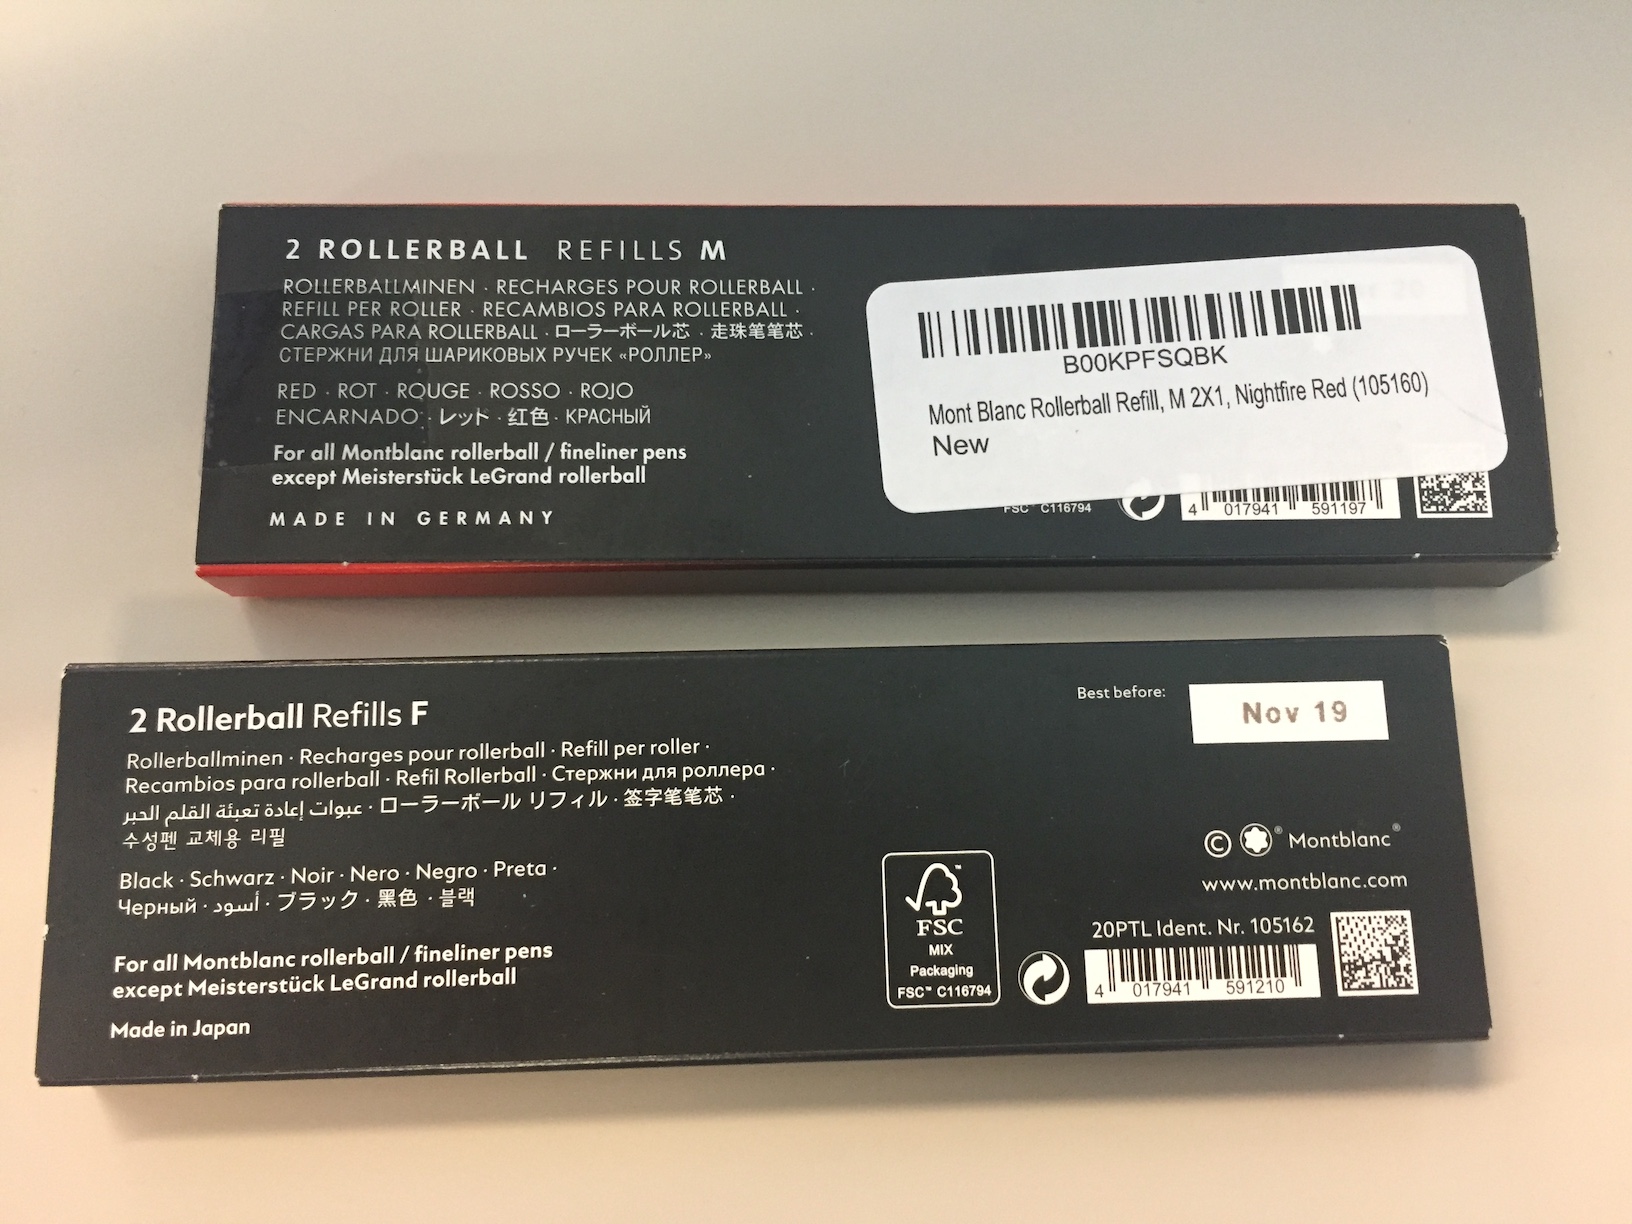 2 ROLLERBALL REFILLS M
ROLLERBALLMINEN · RECHARGES POUR ROLLERBALL ·
REFILL PER ROLLER · RECAMBIOS PARA ROLLERBALL ·
CARGAS PARA ROLLERBALL · ローラーボール芯 · 走珠笔笔芯 ·
СТЕРЖНИ ДЛЯ ШАРИКОВЫХ РУЧЕК «РОЛЛЕР»
RED · ROT · ROUGE · ROSSO · ROJO
ENCARNADO · レッド · 红色 · КРАСНЫЙ
For all Montblanc rollerball / fineliner pens
except Meisterstück LeGrand rollerball
MADE IN GERMANY
B00KPFSQBK
Mont Blanc Rollerball Refill, M 2X1, Nightfire Red (105160)
New
FSC™ C116794
4 017941 591197
2 Rollerball Refills F
Rollerballminen · Recharges pour rollerball · Refill per roller ·
Recambios para rollerball · Refil Rollerball · Стержни для роллера ·
عبوات إعادة تعبئة القلم الحبر · ローラーボール リフィル · 签字笔笔芯 ·
수성펜 교체용 리필
Black · Schwarz · Noir · Nero · Negro · Preta ·
Черный · أسود · ブラック · 黑色 · 블랙
For all Montblanc rollerball / fineliner pens
except Meisterstück LeGrand rollerball
Made in Japan
Best before:
Nov 19
© ® Montblanc®
www.montblanc.com
FSC™
MIX
Packaging
FSC™ C116794
20PTL Ident. Nr. 105162
4 017941 591210